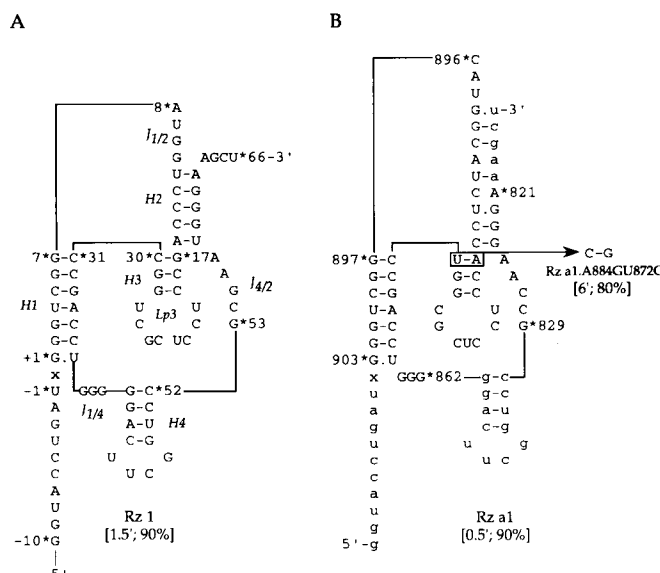 A
8*A
U
J1/2 G
G AGCU*66-3'
U A
C-G
H2 C-G
C-G
A-U
7*G-C*31 30*C-G*17 A
G-C H3 G-C A J4/2
H1 C-G G-C C
U-A U C G
G-C C Lp3 U G*53
G-C GC UC
+1*G.U
x
-1*U GGG G-C*52
A J1/4 G-C
G A-U H4
U C-G
C U G
C U C
A
U
G
-10*G
5'
Rz 1
[1.5'; 90%]
B
896*C
A
U
G.u-3'
G c
C-g
A a
U a
C-A*821
U.G
C-G
C-G
897*G-C U-A A C-G
Rz a1.A884GU872C
[6'; 80%]
G-C G-C A
C-G G-C C
U-A C C
G-C G U G*829
G-C CUC
903*G.U
x GGG*862 g-c
u g-c
a a-u
g c-g
u u g
c u c
c
a
u
g
5'-g
Rz a1
[0.5'; 90%]